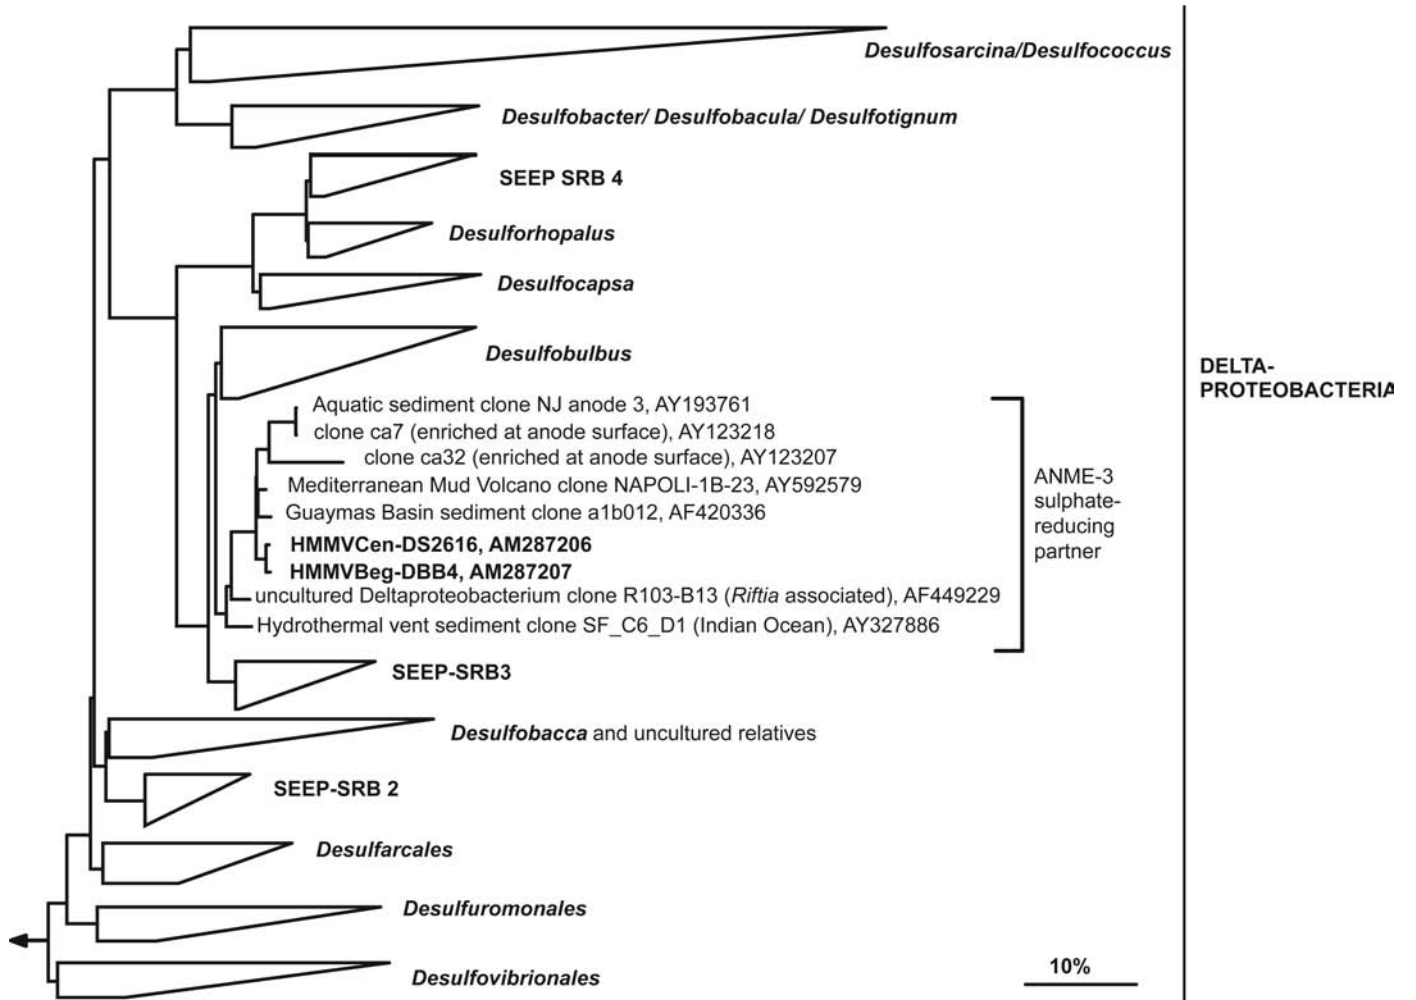 Desulfosarcina/Desulfococcus
Desulfobacter/ Desulfobacula/ Desulfotignum
SEEP SRB 4
Desulforhopalus
Desulfocapsa
Desulfobulbus
DELTA-
PROTEOBACTERIA
Aquatic sediment clone NJ anode 3, AY193761
clone ca7 (enriched at anode surface), AY123218
clone ca32 (enriched at anode surface), AY123207
Mediterranean Mud Volcano clone NAPOLI-1B-23, AY592579
Guaymas Basin sediment clone a1b012, AF420336
HMMVCen-DS2616, AM287206
HMMVBeg-DBB4, AM287207
uncultured Deltaproteobacterium clone R103-B13 (Riftia associated), AF449229
Hydrothermal vent sediment clone SF_C6_D1 (Indian Ocean), AY327886
ANME-3
sulphate-
reducing
partner
SEEP-SRB3
Desulfobacca and uncultured relatives
SEEP-SRB 2
Desulfarcales
Desulfuromonales
Desulfovibrionales
10%